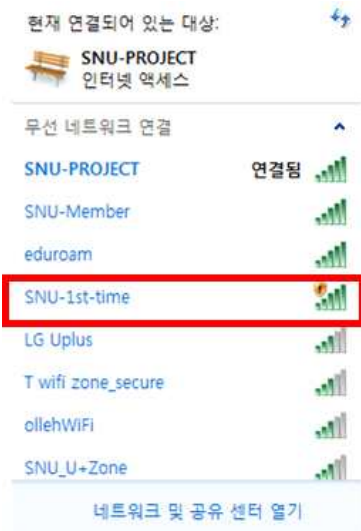 현재 연결되어 있는 대상:
SNU-PROJECT
인터넷 액세스
무선 네트워크 연결
SNU-PROJECT 연결됨
SNU-Member
eduroam
SNU-1st-time
LG Uplus
T wifi zone_secure
ollehWiFi
SNU_U+Zone
네트워크 및 공유 센터 열기